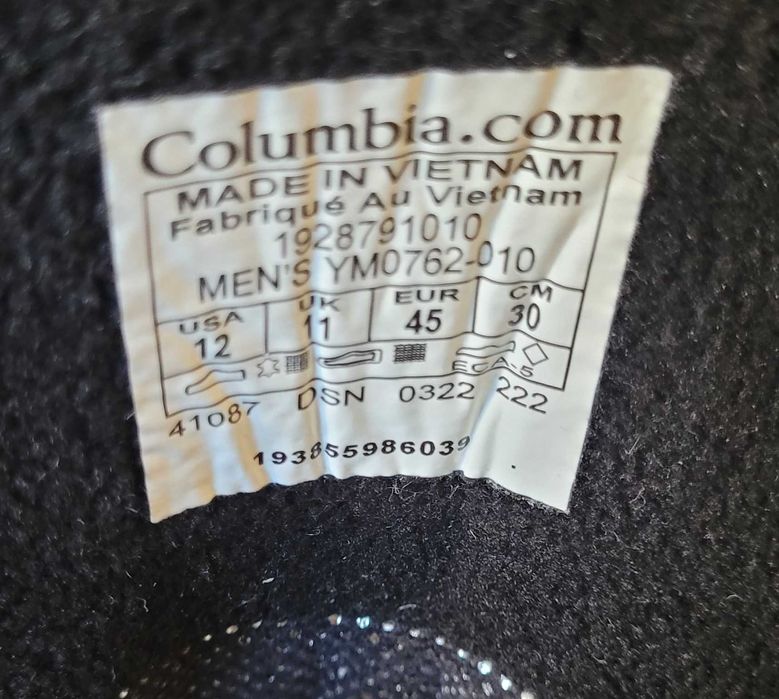 Columbia.com
MADE IN VIETNAM
Fabriqué Au Vietnam
1928791010
MEN'S YM0762-010
USA UK EUR CM
12 11 45 30
ECA-5
41087 DSN 0322 222
193855986039